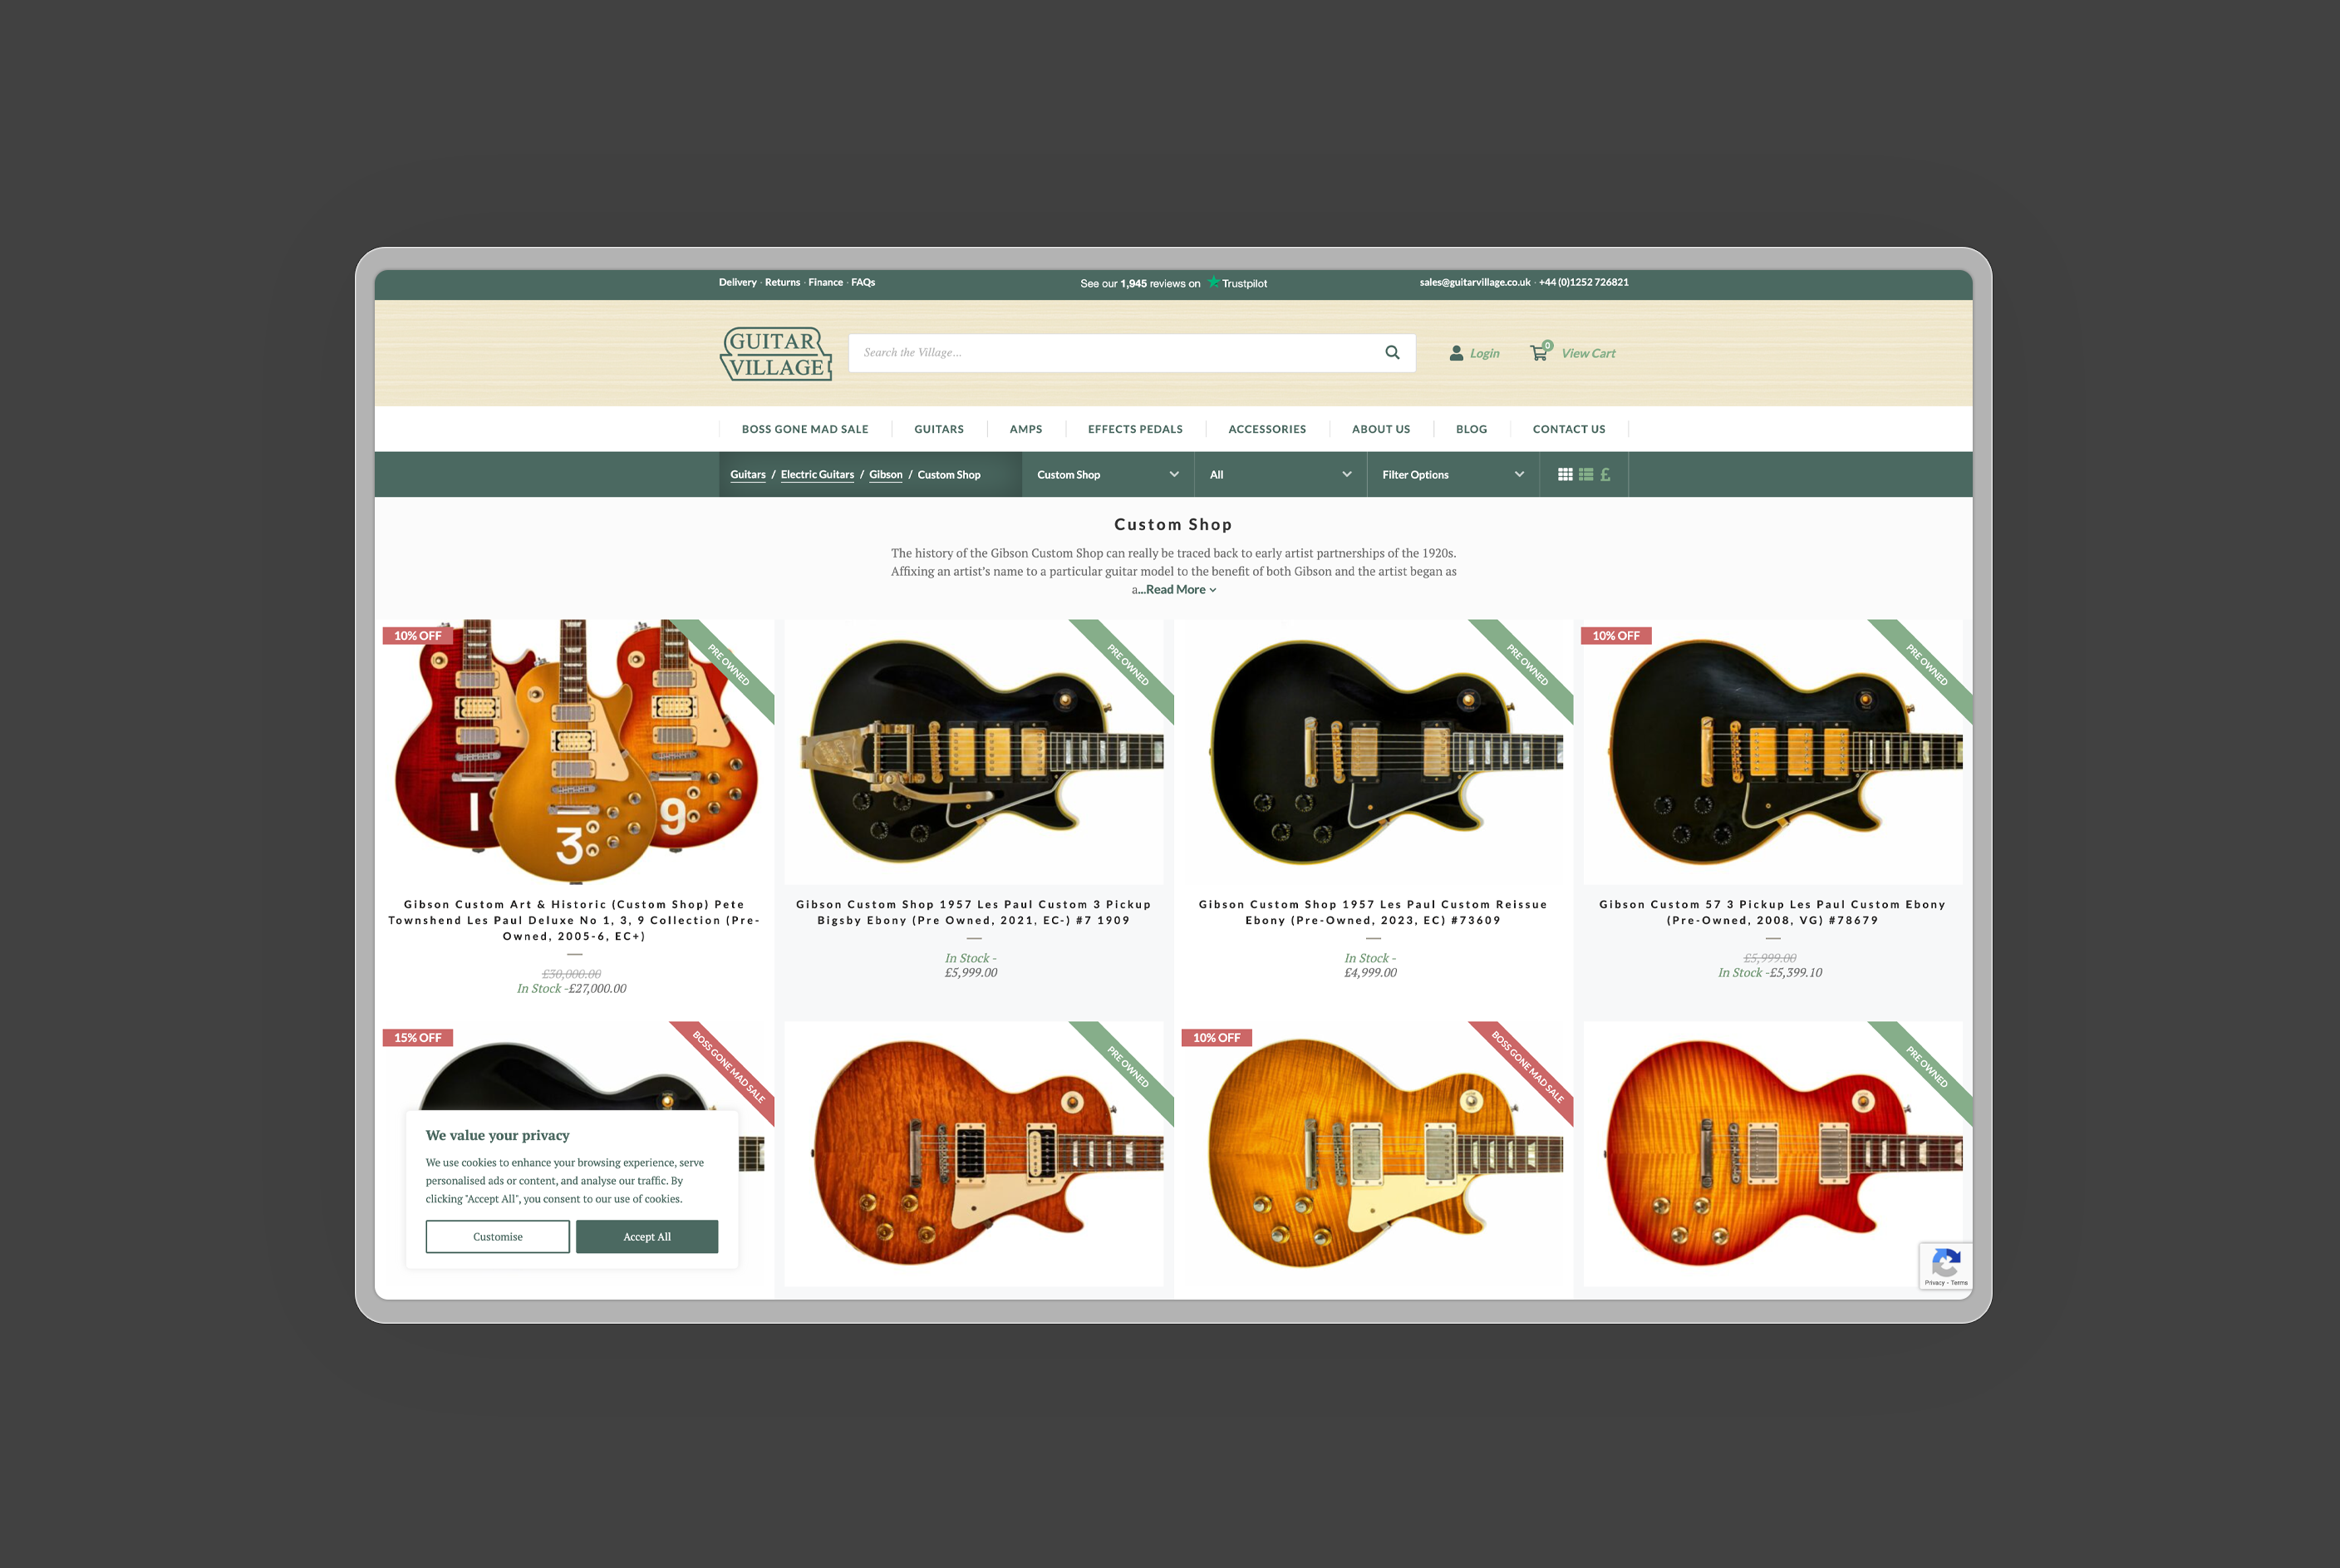 Delivery · Returns · Finance · FAQs
See our 1,945 reviews on Trustpilot
sales@guitarvillage.co.uk · +44 (0)1252 726821
GUITAR
VILLAGE
Search the Village...
Login
0
View Cart
BOSS GONE MAD SALE
GUITARS
AMPS
EFFECTS PEDALS
ACCESSORIES
ABOUT US
BLOG
CONTACT US
Guitars / Electric Guitars / Gibson / Custom Shop
Custom Shop
All
Filter Options
£
Custom Shop
The history of the Gibson Custom Shop can really be traced back to early artist partnerships of the 1920s.
Affixing an artist's name to a particular guitar model to the benefit of both Gibson and the artist began as
a...Read More
10% OFF
PRE OWNED
1
3
9
Gibson Custom Art & Historic (Custom Shop) Pete
Townshend Les Paul Deluxe No 1, 3, 9 Collection (Pre-
Owned, 2005-6, EC+)
£30,000.00
In Stock -£27,000.00
PRE OWNED
Gibson Custom Shop 1957 Les Paul Custom 3 Pickup
Bigsby Ebony (Pre Owned, 2021, EC-) #7 1909
In Stock -
£5,999.00
PRE OWNED
Gibson Custom Shop 1957 Les Paul Custom Reissue
Ebony (Pre-Owned, 2023, EC) #73609
In Stock -
£4,999.00
10% OFF
PRE OWNED
Gibson Custom 57 3 Pickup Les Paul Custom Ebony
(Pre-Owned, 2008, VG) #78679
£5,999.00
In Stock -£5,399.10
15% OFF
BOSS GONE MAD SALE
PRE OWNED
10% OFF
BOSS GONE MAD SALE
PRE OWNED
We value your privacy
We use cookies to enhance your browsing experience, serve
personalised ads or content, and analyse our traffic. By
clicking "Accept All", you consent to our use of cookies.
Customise
Accept All
Privacy - Terms